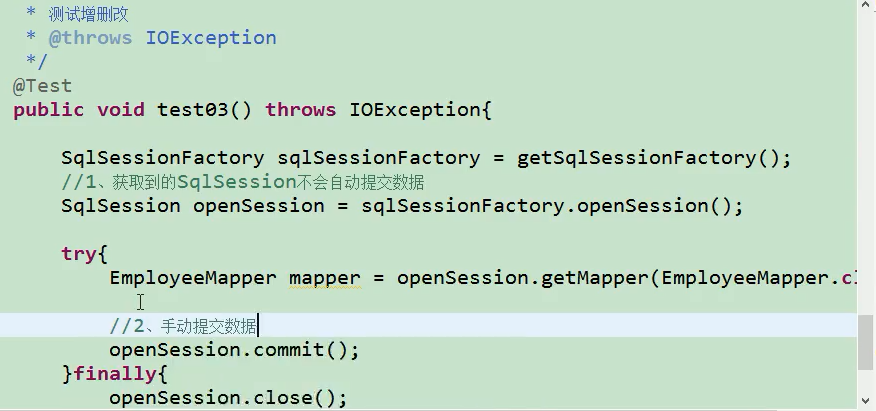 * 测试增删改
* @throws IOException
*/
@Test
public void test03() throws IOException{
SqlSessionFactory sqlSessionFactory = getSqlSessionFactory();
//1、获取到的SqlSession不会自动提交数据
SqlSession openSession = sqlSessionFactory.openSession();
try{
EmployeeMapper mapper = openSession.getMapper(EmployeeMapper.cl
//2、手动提交数据
openSession.commit();
}finally{
openSession.close();